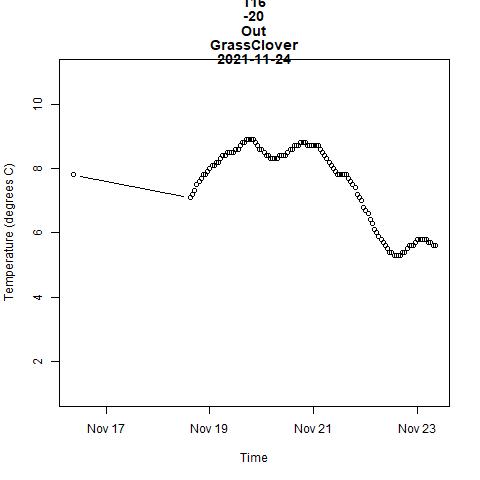 T16
-20
Out
GrassClover
2021-11-24
Temperature (degrees C)
10
8
6
4
2
Nov 17 Nov 19 Nov 21 Nov 23
Time